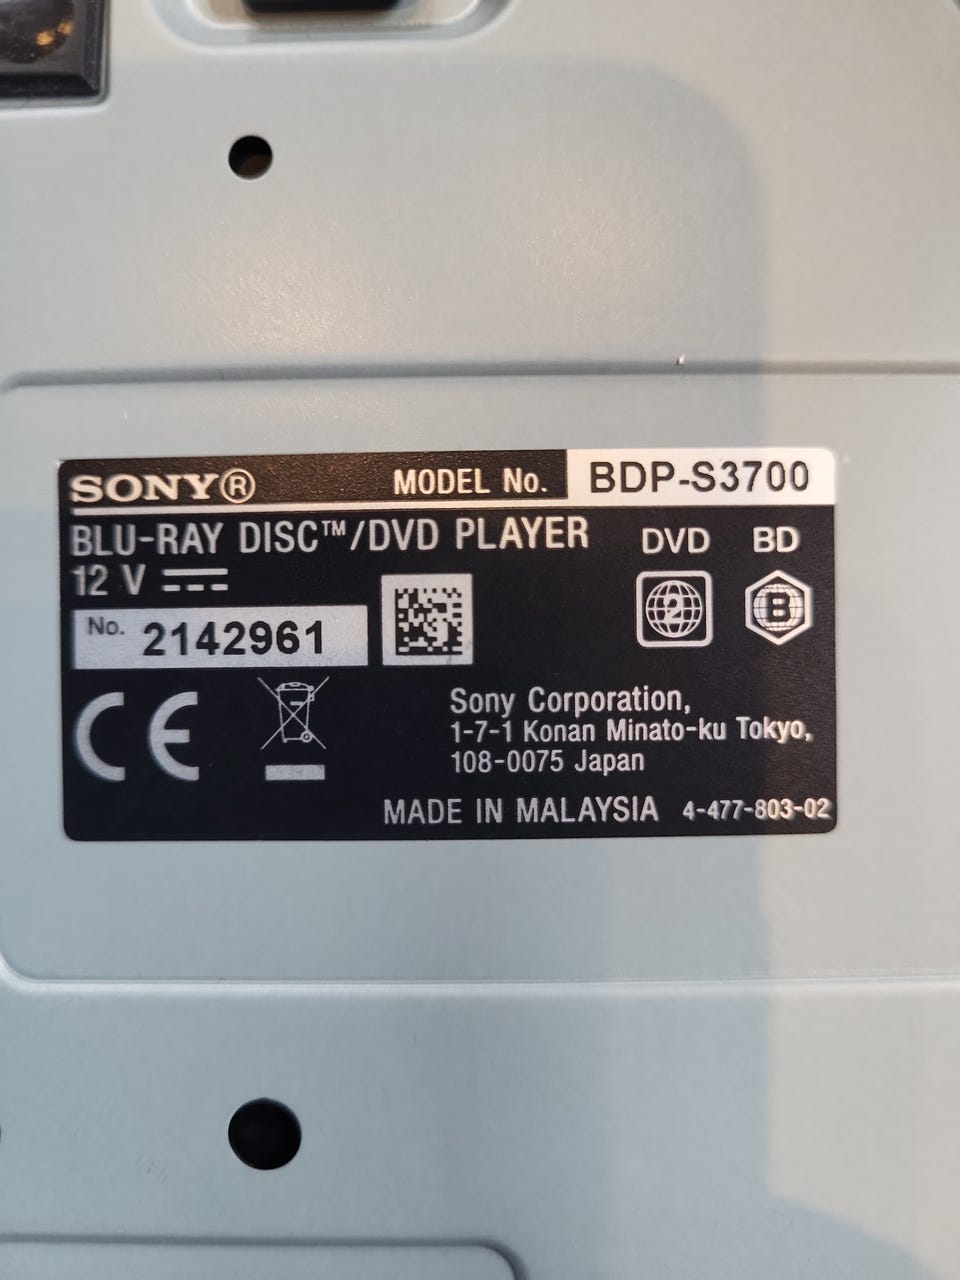 SONY® MODEL No. BDP-S3700
BLU-RAY DISC™/DVD PLAYER
12 V
DVD BD
2 B
No. 2142961
CE
Sony Corporation,
1-7-1 Konan Minato-ku Tokyo,
108-0075 Japan
MADE IN MALAYSIA 4-477-803-02